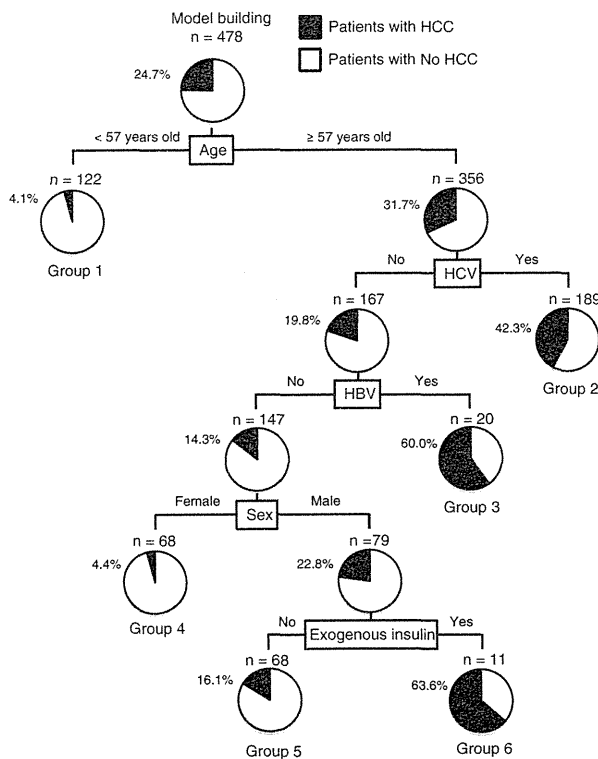 Model building
n = 478
Patients with HCC
Patients with No HCC
24.7%
< 57 years old
Age
≥ 57 years old
n = 122
4.1%
Group 1
n = 356
31.7%
No
HCV
Yes
n = 167
19.8%
n = 189
42.3%
Group 2
No
HBV
Yes
n = 147
14.3%
n = 20
60.0%
Group 3
Female
Sex
Male
n = 68
4.4%
Group 4
n =79
22.8%
No
Exogenous insulin
Yes
n = 68
16.1%
Group 5
n = 11
63.6%
Group 6